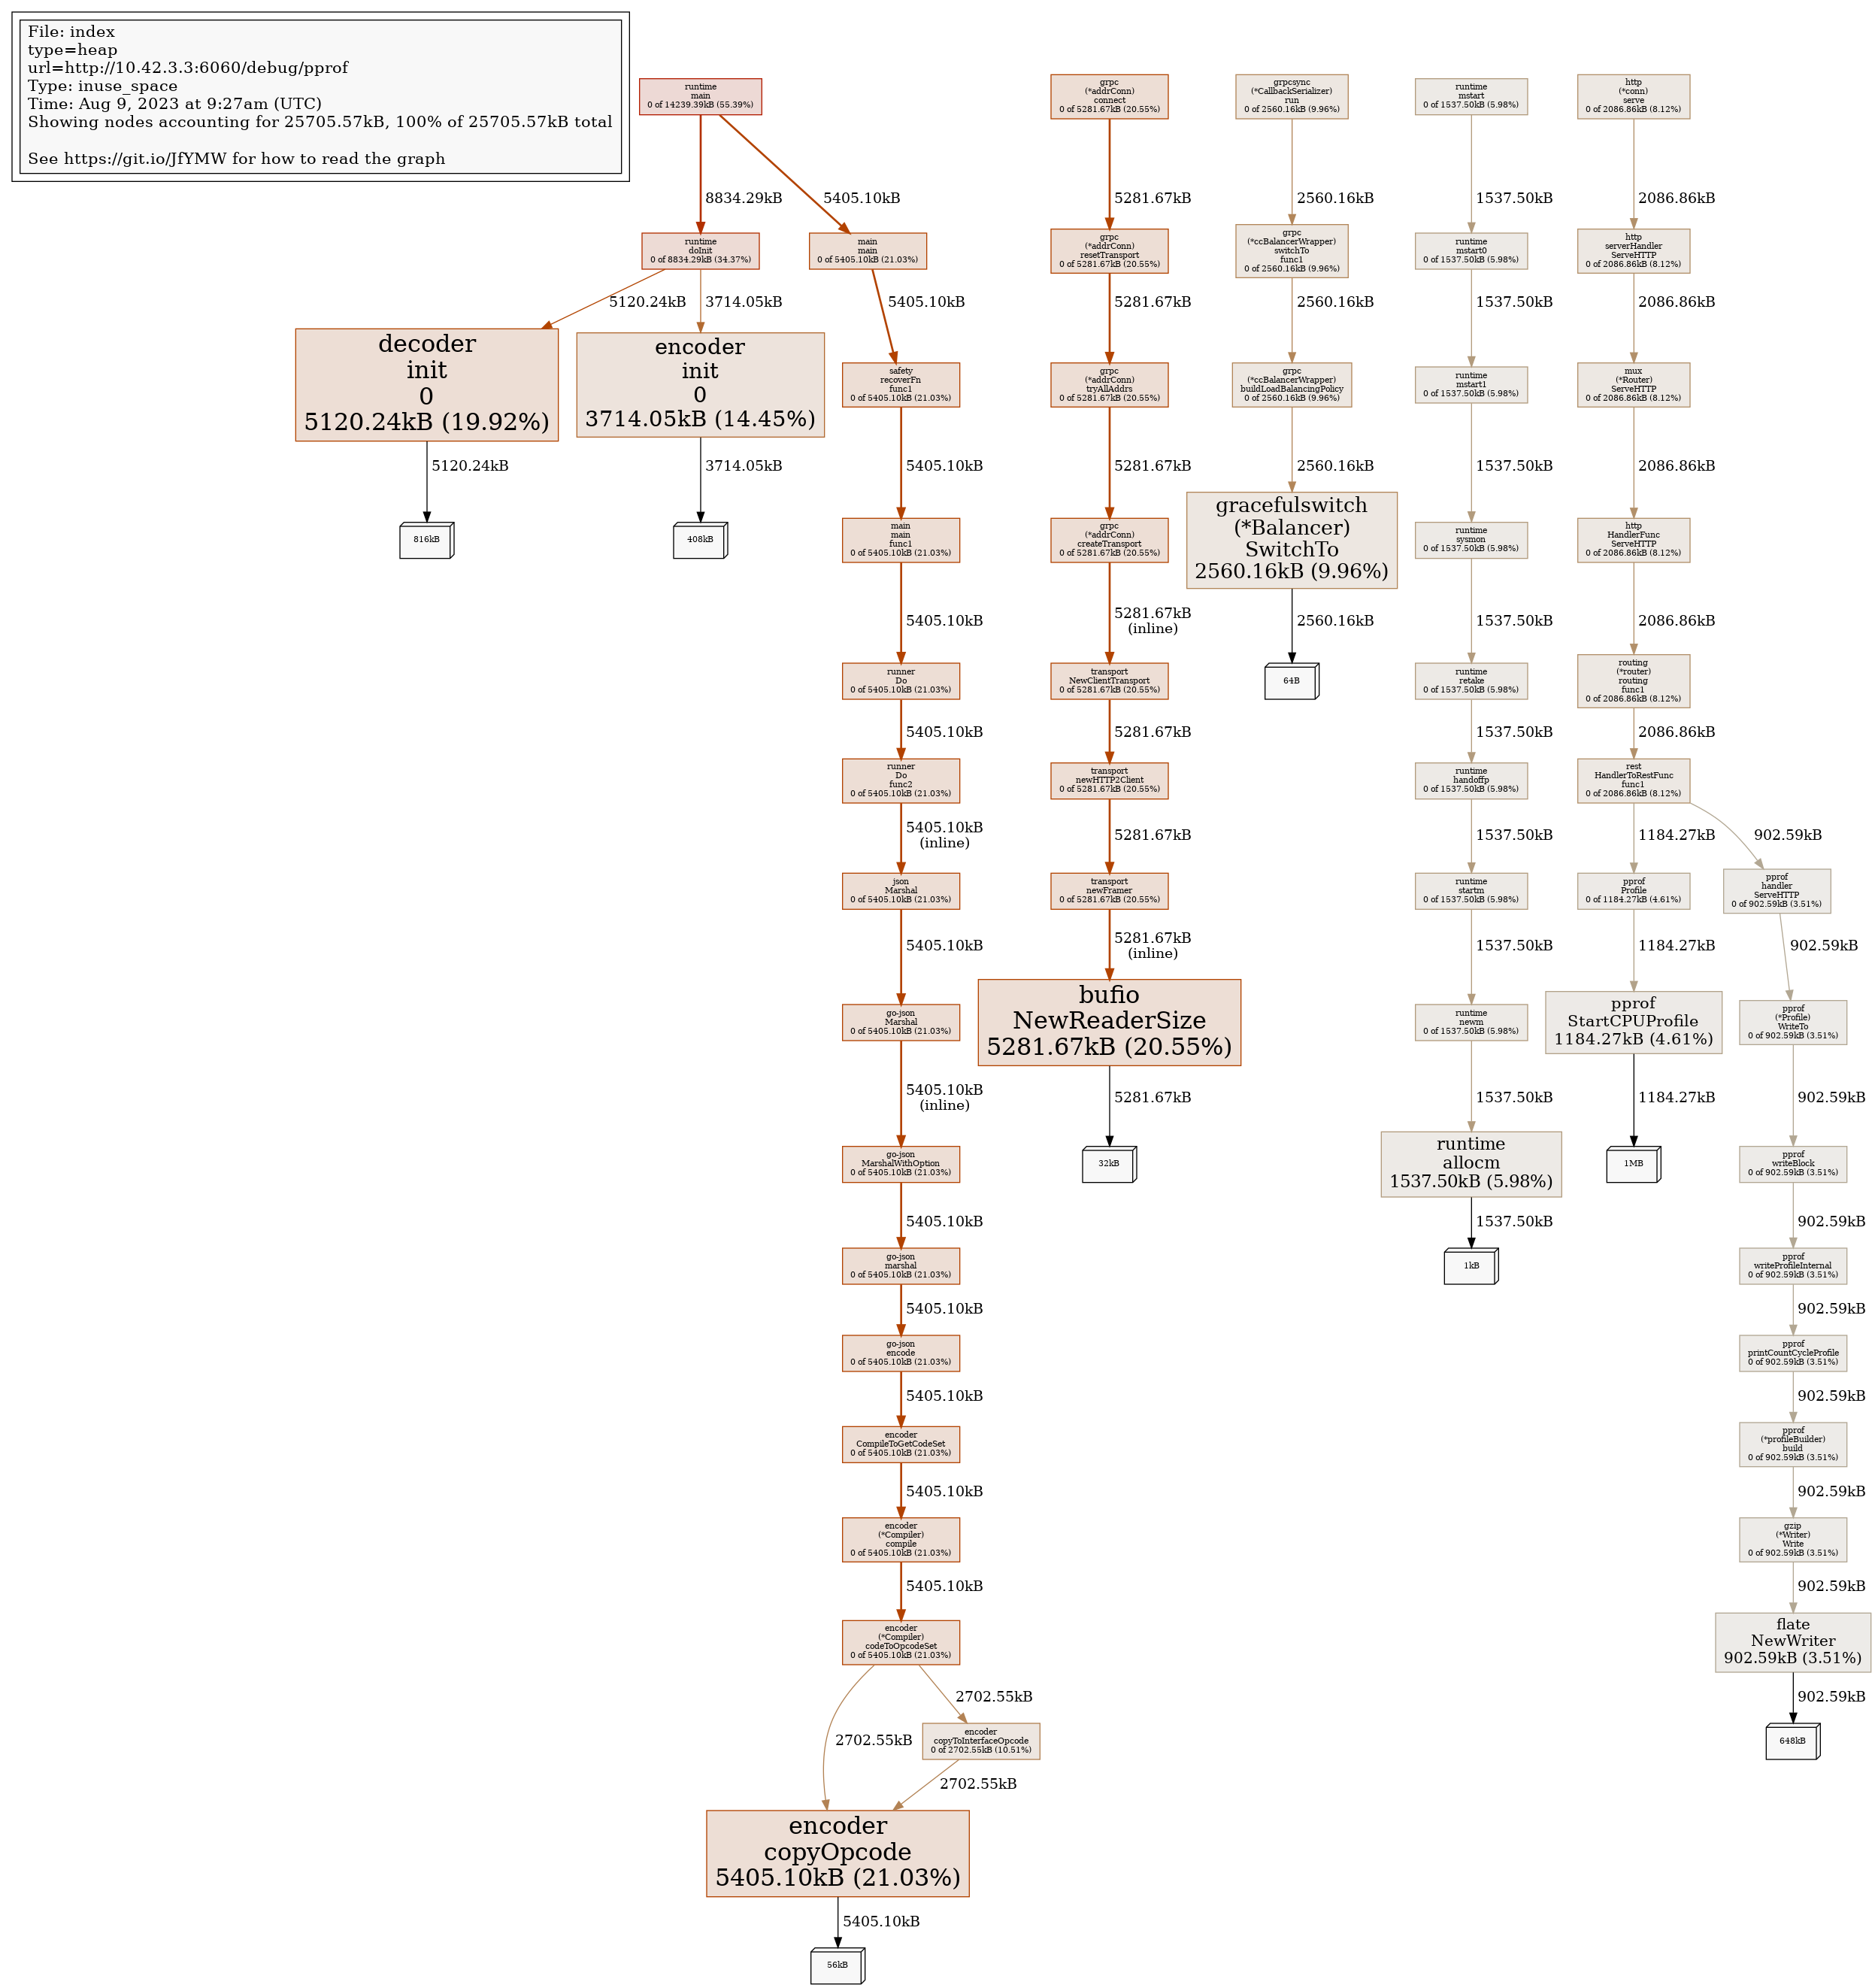 File: index
type=heap
url=http://10.42.3.3:6060/debug/pprof
Type: inuse_space
Time: Aug 9, 2023 at 9:27am (UTC)
Showing nodes accounting for 25705.57kB, 100% of 25705.57kB total
See https://git.io/JfYMW for how to read the graph
runtime
main
0 of 14239.39kB (55.39%)
8834.29kB
5405.10kB
runtime
doInit
0 of 8834.29kB (34.37%)
5120.24kB
3714.05kB
decoder
init
0
5120.24kB (19.92%)
5120.24kB
816kB
encoder
init
0
3714.05kB (14.45%)
3714.05kB
408kB
main
main
0 of 5405.10kB (21.03%)
5405.10kB
safety
recoverFn
func1
0 of 5405.10kB (21.03%)
5405.10kB
main
main
func1
0 of 5405.10kB (21.03%)
5405.10kB
runner
Do
0 of 5405.10kB (21.03%)
5405.10kB
runner
Do
func2
0 of 5405.10kB (21.03%)
5405.10kB
(inline)
json
Marshal
0 of 5405.10kB (21.03%)
5405.10kB
go-json
Marshal
0 of 5405.10kB (21.03%)
5405.10kB
(inline)
go-json
MarshalWithOption
0 of 5405.10kB (21.03%)
5405.10kB
go-json
marshal
0 of 5405.10kB (21.03%)
5405.10kB
go-json
encode
0 of 5405.10kB (21.03%)
5405.10kB
encoder
CompileToGetCodeSet
0 of 5405.10kB (21.03%)
5405.10kB
encoder
(*Compiler)
compile
0 of 5405.10kB (21.03%)
5405.10kB
encoder
(*Compiler)
codeToOpcodeSet
0 of 5405.10kB (21.03%)
2702.55kB
2702.55kB
encoder
copyToInterfaceOpcode
0 of 2702.55kB (10.51%)
2702.55kB
encoder
copyOpcode
5405.10kB (21.03%)
5405.10kB
56kB
grpc
(*addrConn)
connect
0 of 5281.67kB (20.55%)
5281.67kB
grpc
(*addrConn)
resetTransport
0 of 5281.67kB (20.55%)
5281.67kB
grpc
(*addrConn)
tryAllAddrs
0 of 5281.67kB (20.55%)
5281.67kB
grpc
(*addrConn)
createTransport
0 of 5281.67kB (20.55%)
5281.67kB
(inline)
transport
NewClientTransport
0 of 5281.67kB (20.55%)
5281.67kB
transport
newHTTP2Client
0 of 5281.67kB (20.55%)
5281.67kB
transport
newFramer
0 of 5281.67kB (20.55%)
5281.67kB
(inline)
bufio
NewReaderSize
5281.67kB (20.55%)
5281.67kB
32kB
grpcsync
(*CallbackSerializer)
run
0 of 2560.16kB (9.96%)
2560.16kB
grpc
(*ccBalancerWrapper)
switchTo
func1
0 of 2560.16kB (9.96%)
2560.16kB
grpc
(*ccBalancerWrapper)
buildLoadBalancingPolicy
0 of 2560.16kB (9.96%)
2560.16kB
gracefulswitch
(*Balancer)
SwitchTo
2560.16kB (9.96%)
2560.16kB
64B
runtime
mstart
0 of 1537.50kB (5.98%)
1537.50kB
runtime
mstart0
0 of 1537.50kB (5.98%)
1537.50kB
runtime
mstart1
0 of 1537.50kB (5.98%)
1537.50kB
runtime
sysmon
0 of 1537.50kB (5.98%)
1537.50kB
runtime
retake
0 of 1537.50kB (5.98%)
1537.50kB
runtime
handoffp
0 of 1537.50kB (5.98%)
1537.50kB
runtime
startm
0 of 1537.50kB (5.98%)
1537.50kB
runtime
newm
0 of 1537.50kB (5.98%)
1537.50kB
runtime
allocm
1537.50kB (5.98%)
1537.50kB
1kB
http
(*conn)
serve
0 of 2086.86kB (8.12%)
2086.86kB
http
serverHandler
ServeHTTP
0 of 2086.86kB (8.12%)
2086.86kB
mux
(*Router)
ServeHTTP
0 of 2086.86kB (8.12%)
2086.86kB
http
HandlerFunc
ServeHTTP
0 of 2086.86kB (8.12%)
2086.86kB
routing
(*router)
routing
func1
0 of 2086.86kB (8.12%)
2086.86kB
rest
HandlerToRestFunc
func1
0 of 2086.86kB (8.12%)
1184.27kB
902.59kB
pprof
Profile
0 of 1184.27kB (4.61%)
1184.27kB
pprof
StartCPUProfile
1184.27kB (4.61%)
1184.27kB
1MB
pprof
handler
ServeHTTP
0 of 902.59kB (3.51%)
902.59kB
pprof
(*Profile)
WriteTo
0 of 902.59kB (3.51%)
902.59kB
pprof
writeBlock
0 of 902.59kB (3.51%)
902.59kB
pprof
writeProfileInternal
0 of 902.59kB (3.51%)
902.59kB
pprof
printCountCycleProfile
0 of 902.59kB (3.51%)
902.59kB
pprof
(*profileBuilder)
build
0 of 902.59kB (3.51%)
902.59kB
gzip
(*Writer)
Write
0 of 902.59kB (3.51%)
902.59kB
flate
NewWriter
902.59kB (3.51%)
902.59kB
648kB